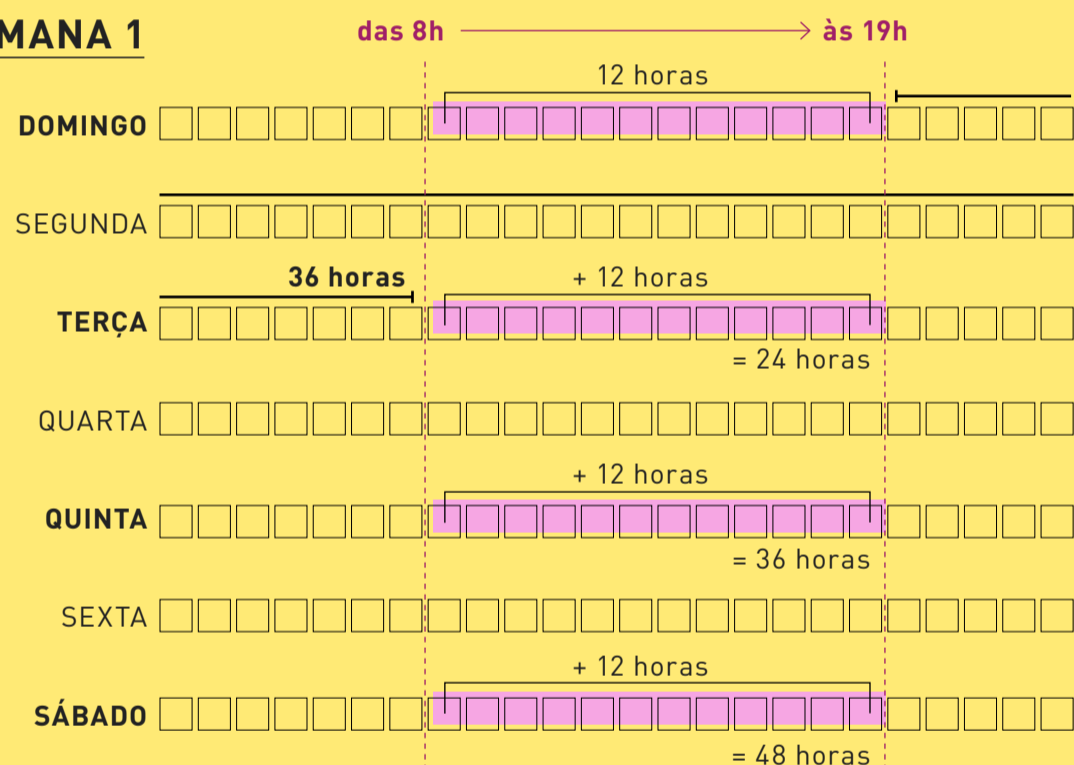 MANA 1
das 8h às 19h
12 horas
DOMINGO
SEGUNDA
36 horas + 12 horas
TERÇA
= 24 horas
QUARTA
+ 12 horas
QUINTA
= 36 horas
SEXTA
+ 12 horas
SÁBADO
= 48 horas